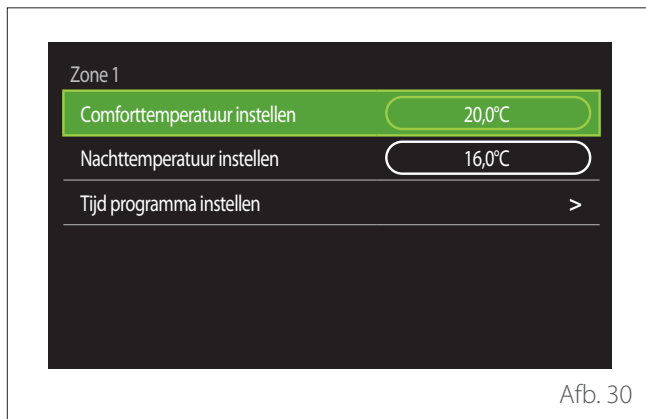 Zone 1
Comforttemperatuur instellen 20,0°C
Nachttemperatuur instellen 16,0°C
Tijd programma instellen >
Afb. 30